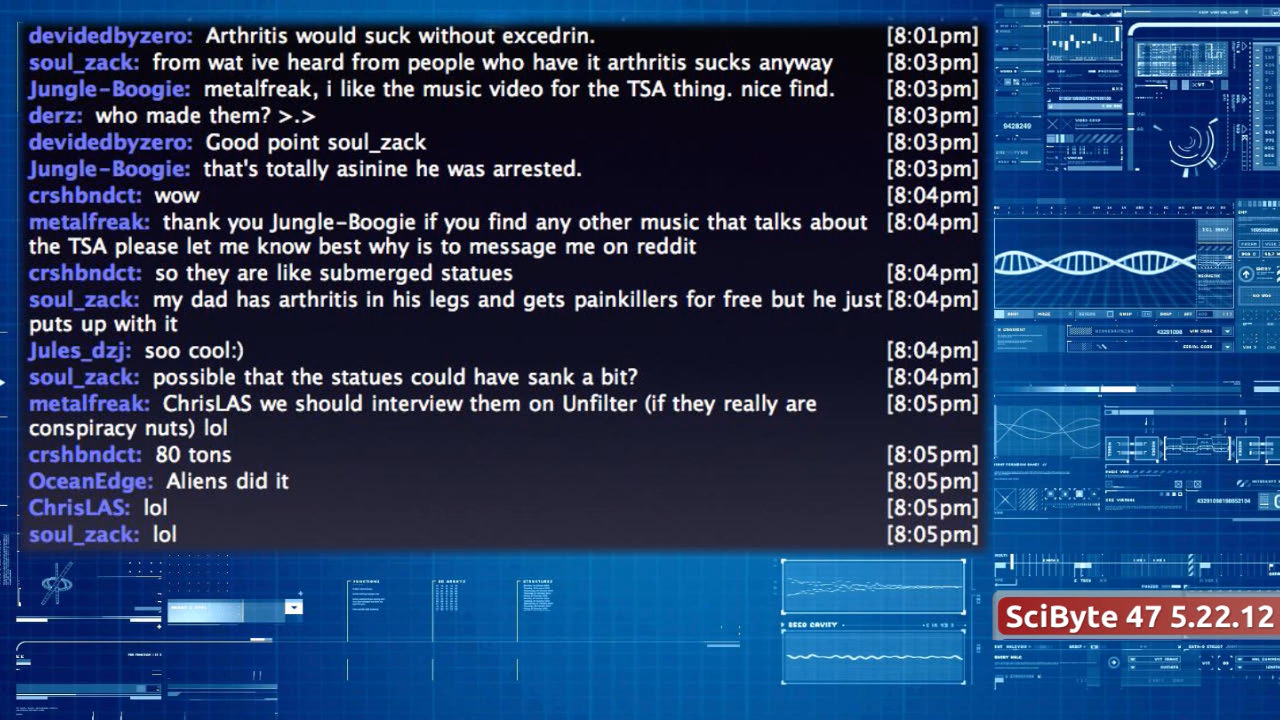 devidedbyzero: Arthritis would suck without excedrin. [8:01pm]
soul_zack: from wat ive heard from people who have it arthritis sucks anyway [8:03pm]
Jungle-Boogie: metalfreak, i like the music video for the TSA thing. nice find. [8:03pm]
derz: who made them? >.> [8:03pm]
devidedbyzero: Good point soul_zack [8:03pm]
Jungle-Boogie: that's totally asinine he was arrested. [8:03pm]
crshbndct: wow [8:04pm]
metalfreak: thank you Jungle-Boogie if you find any other music that talks about [8:04pm]
the TSA please let me know best why is to message me on reddit
crshbndct: so they are like submerged statues [8:04pm]
soul_zack: my dad has arthritis in his legs and gets painkillers for free but he just [8:04pm]
puts up with it
Jules_dzj: soo cool:) [8:04pm]
soul_zack: possible that the statues could have sank a bit? [8:04pm]
metalfreak: ChrisLAS we should interview them on Unfilter (if they really are [8:05pm]
conspiracy nuts) lol
crshbndct: 80 tons [8:05pm]
OceanEdge: Aliens did it [8:05pm]
ChrisLAS: lol [8:05pm]
soul_zack: lol [8:05pm]
9428249
SciByte 47 5.22.12